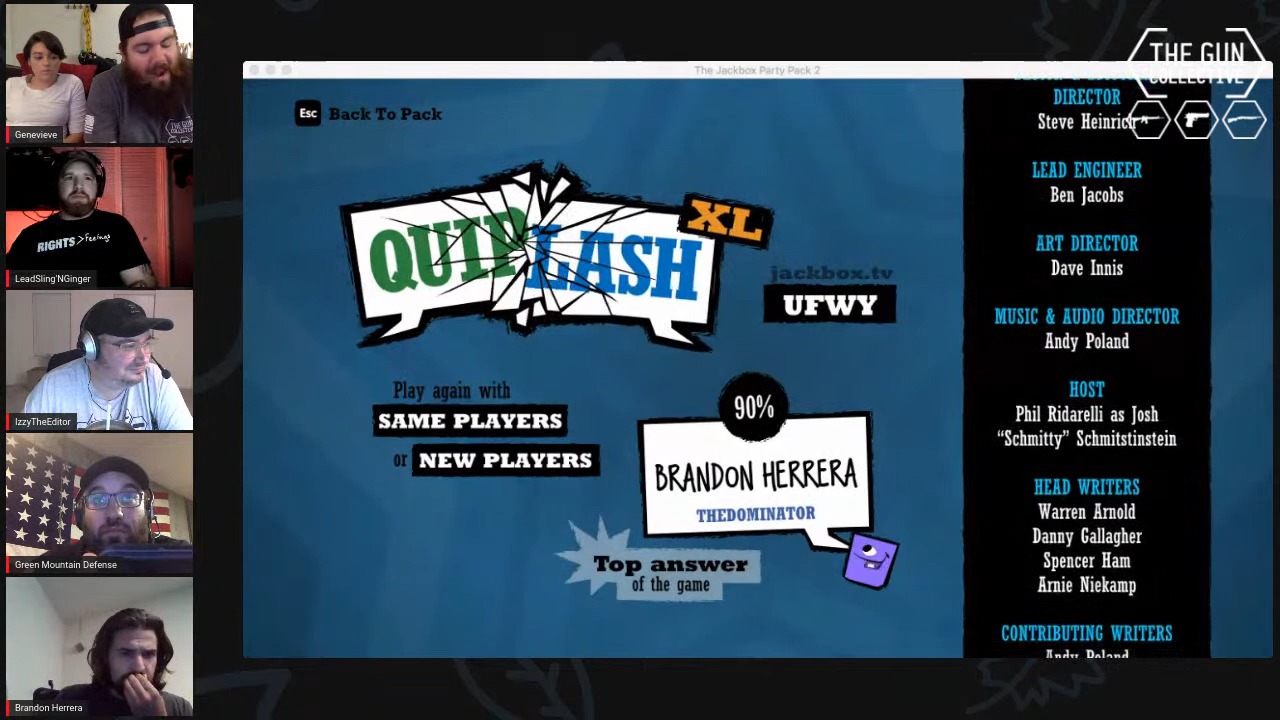 Genevieve
RIGHTS > Feelings
LeadSling'NGinger
IzzyTheEditor
Green Mountain Defense
Brandon Herrera
The Jackbox Party Pack 2
THE GUN
COLLECTIVE
Esc Back To Pack
QUIPLASH
XL
jackbox.tv
UFWY
Play again with
SAME PLAYERS
or NEW PLAYERS
90%
BRANDON HERRERA
THEDOMINATOR
Top answer
of the game
DIRECTOR
Steve Heinrich
LEAD ENGINEER
Ben Jacobs
ART DIRECTOR
Dave Innis
MUSIC & AUDIO DIRECTOR
Andy Poland
HOST
Phil Ridarelli as Josh
“Schmitty” Schmitstinstein
HEAD WRITERS
Warren Arnold
Danny Gallagher
Spencer Ham
Arnie Niekamp
CONTRIBUTING WRITERS
Andy Poland